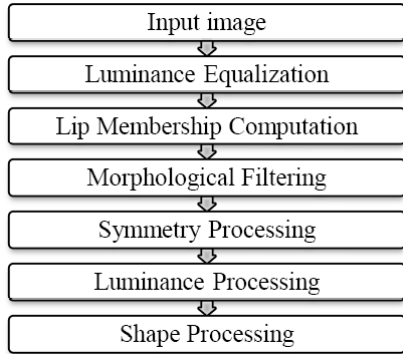 Input image
Luminance Equalization
Lip Membership Computation
Morphological Filtering
Symmetry Processing
Luminance Processing
Shape Processing